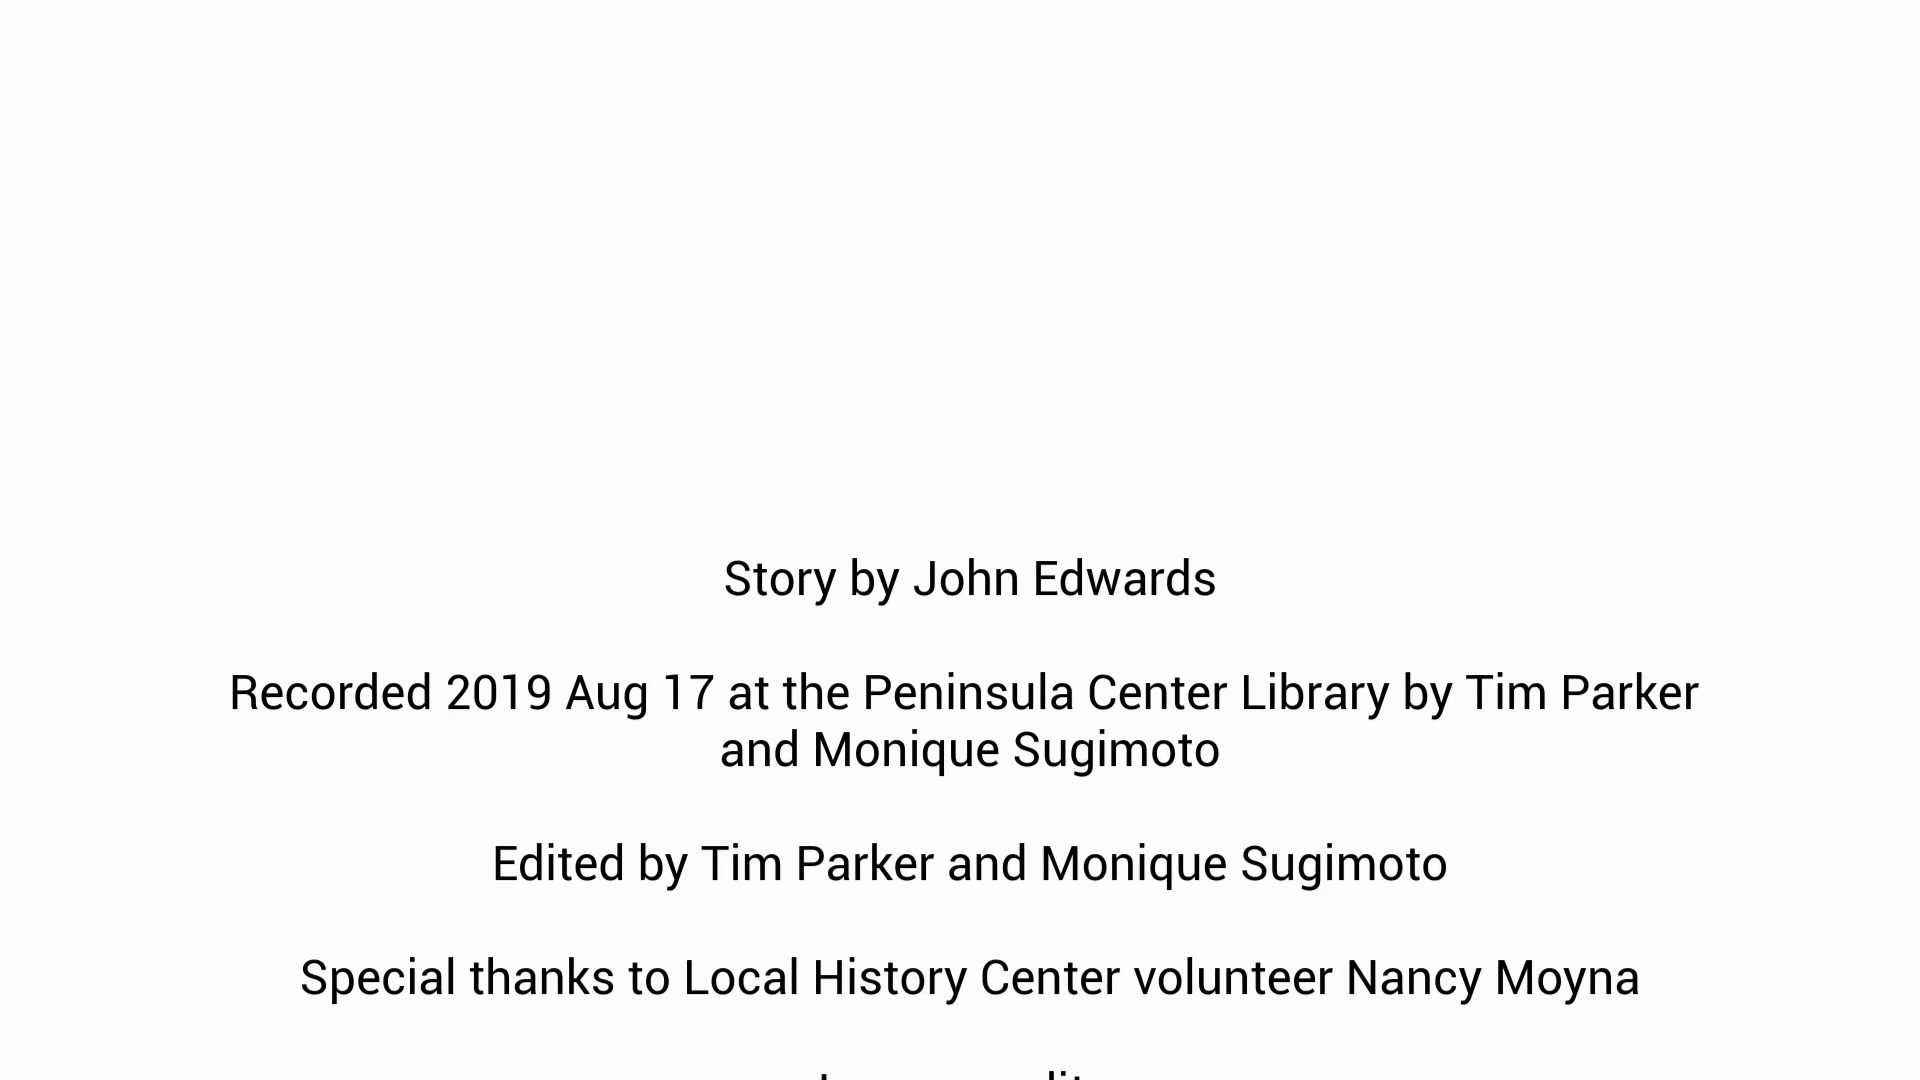 Story by John Edwards
Recorded 2019 Aug 17 at the Peninsula Center Library by Tim Parker
and Monique Sugimoto
Edited by Tim Parker and Monique Sugimoto
Special thanks to Local History Center volunteer Nancy Moyna